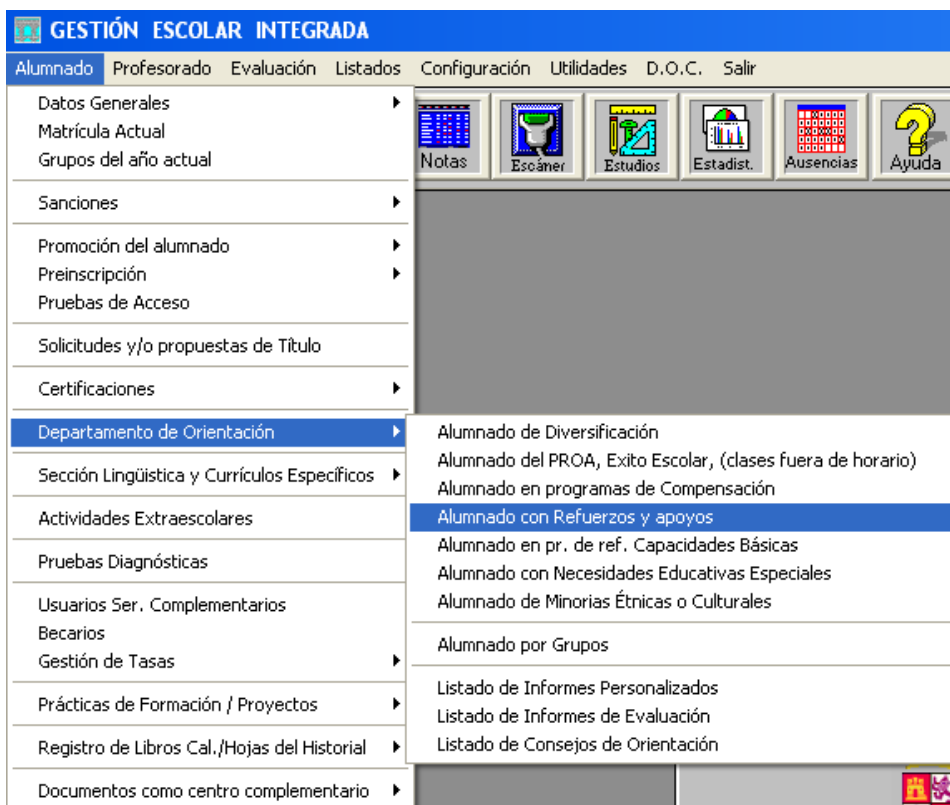 GESTIÓN ESCOLAR INTEGRADA
Alumnado Profesorado Evaluación Listados Configuración Utilidades D.O.C. Salir
Notas Escáner Estudios Estadist. Ausencias Ayuda
Datos Generales
Matrícula Actual
Grupos del año actual
Sanciones
Promoción del alumnado
Preinscripción
Pruebas de Acceso
Solicitudes y/o propuestas de Título
Certificaciones
Departamento de Orientación
Sección Lingüistica y Currículos Específicos
Actividades Extraescolares
Pruebas Diagnósticas
Usuarios Ser. Complementarios
Becarios
Gestión de Tasas
Prácticas de Formación / Proyectos
Registro de Libros Cal./Hojas del Historial
Documentos como centro complementario
Alumnado de Diversificación
Alumnado del PROA, Exito Escolar, (clases fuera de horario)
Alumnado en programas de Compensación
Alumnado con Refuerzos y apoyos
Alumnado en pr. de ref. Capacidades Básicas
Alumnado con Necesidades Educativas Especiales
Alumnado de Minorias Étnicas o Culturales
Alumnado por Grupos
Listado de Informes Personalizados
Listado de Informes de Evaluación
Listado de Consejos de Orientación